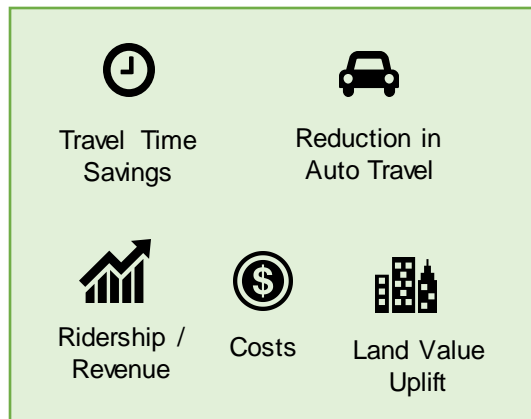 Travel Time
Savings
Reduction in
Auto Travel
Ridership /
Revenue
$
Costs
Land Value
Uplift